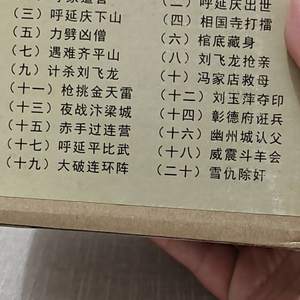 (二) 呼延庆出世
(三) 呼延庆下山 (四) 相国寺打擂
(五) 力劈凶僧 (六) 棺底藏身
(七) 遇难齐平山 (八) 刘飞龙抢亲
(九) 计杀刘飞龙 (十) 冯家店救母
(十一) 枪挑金天雷 (十二) 刘玉萍夺印
(十三) 夜战汴梁城 (十四) 彰德府诳兵
(十五) 赤手过连营 (十六) 幽州城认父
(十七) 呼延平比武 (十八) 威震斗羊会
(十九) 大破连环阵 (二十) 雪仇除奸